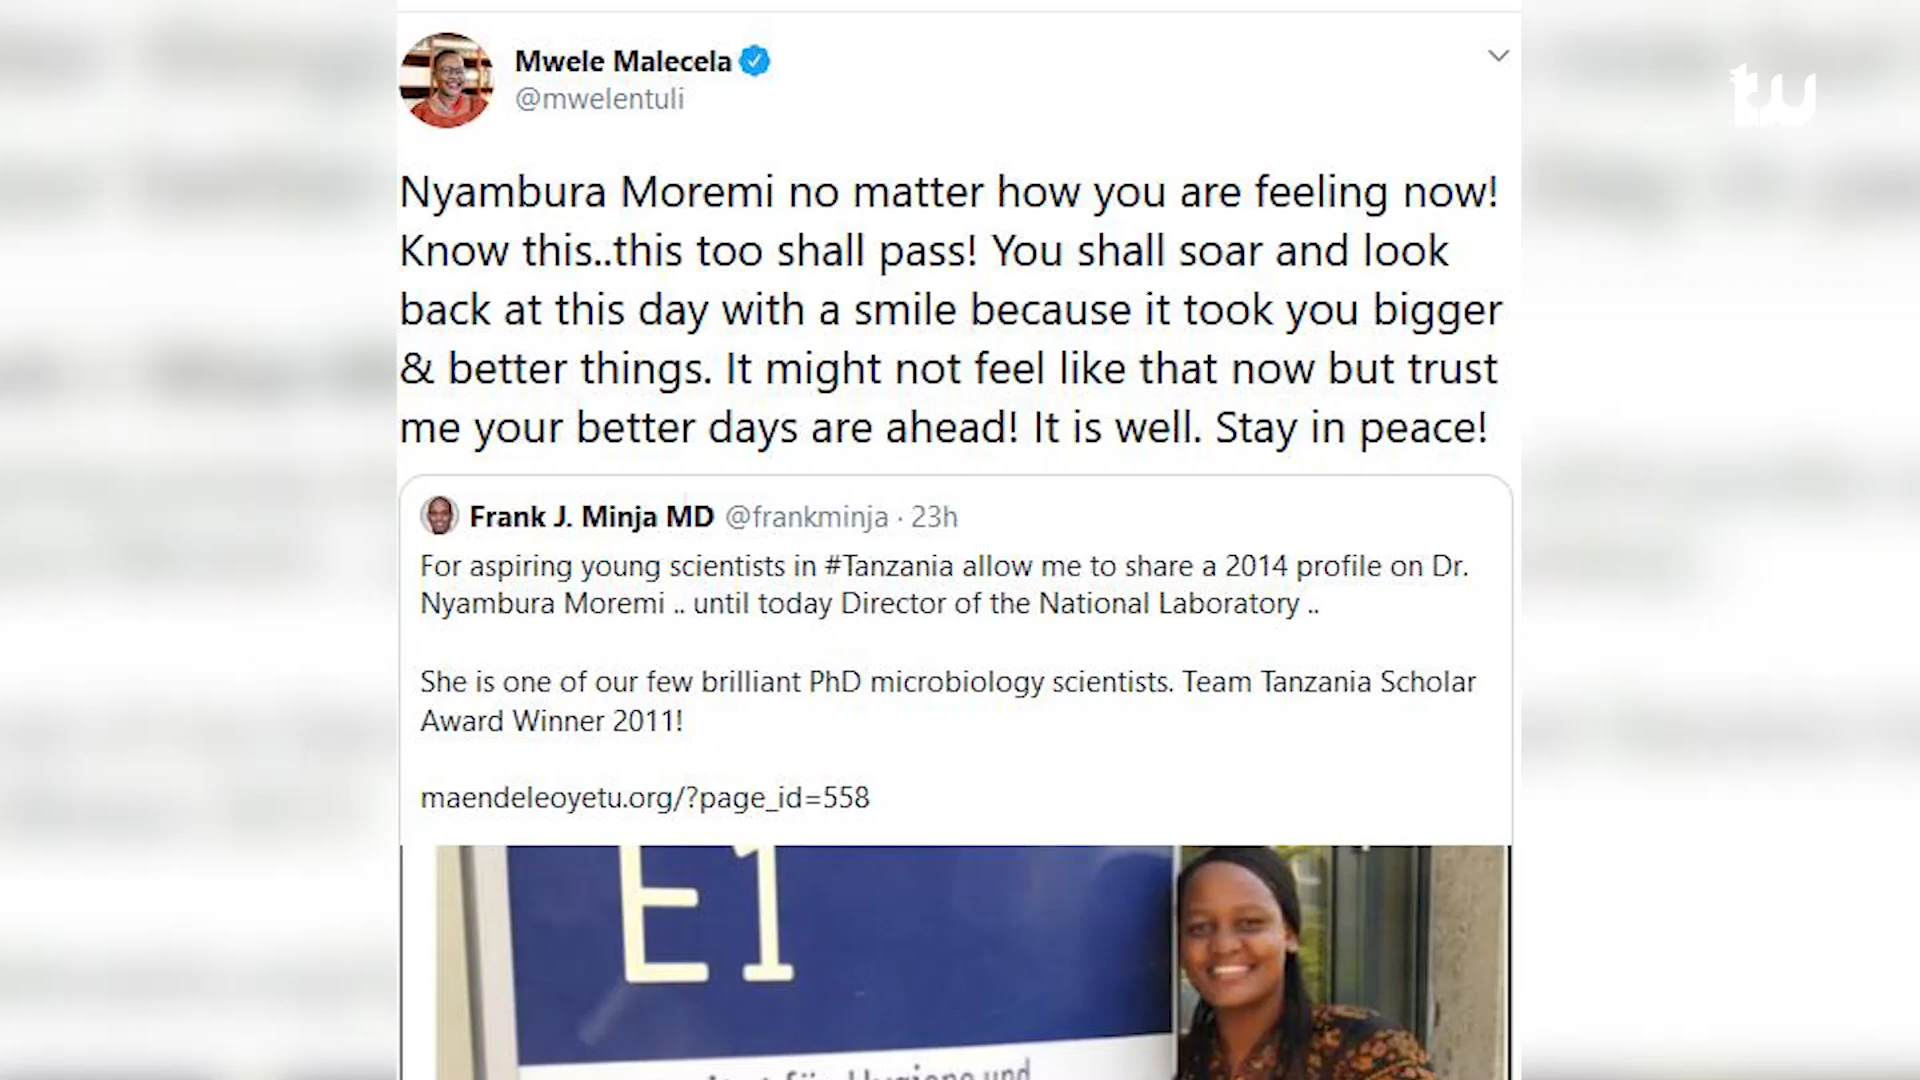 Mwele Malecela
@mwelentuli
tw
Nyambura Moremi no matter how you are feeling now!
Know this..this too shall pass! You shall soar and look
back at this day with a smile because it took you bigger
& better things. It might not feel like that now but trust
me your better days are ahead! It is well. Stay in peace!
Frank J. Minja MD @frankminja · 23h
For aspiring young scientists in #Tanzania allow me to share a 2014 profile on Dr.
Nyambura Moremi .. until today Director of the National Laboratory ..
She is one of our few brilliant PhD microbiology scientists. Team Tanzania Scholar
Award Winner 2011!
maendeleoyetu.org/?page_id=558
E1
für Hygiene und